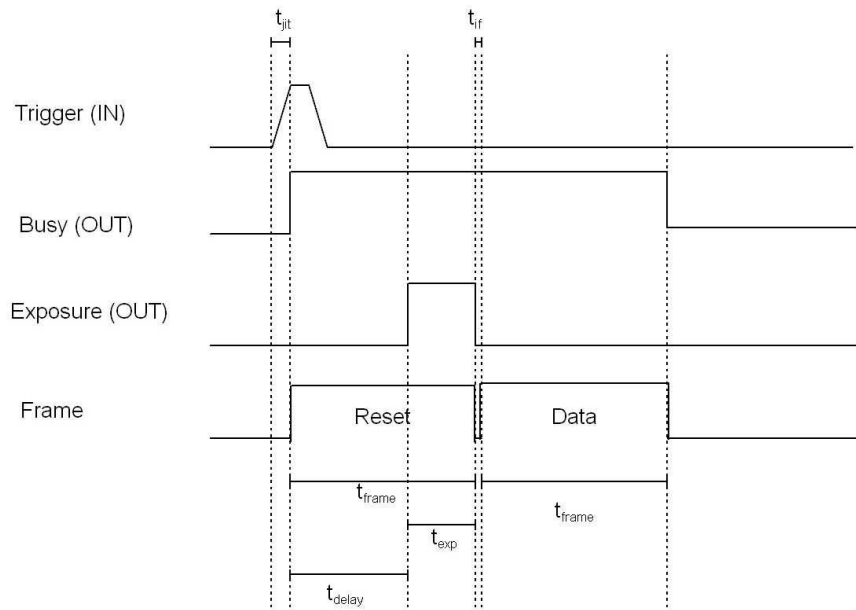 t_jit
t_if
Trigger (IN)
Busy (OUT)
Exposure (OUT)
Frame
Reset
Data
t_frame
t_frame
t_exp
t_delay